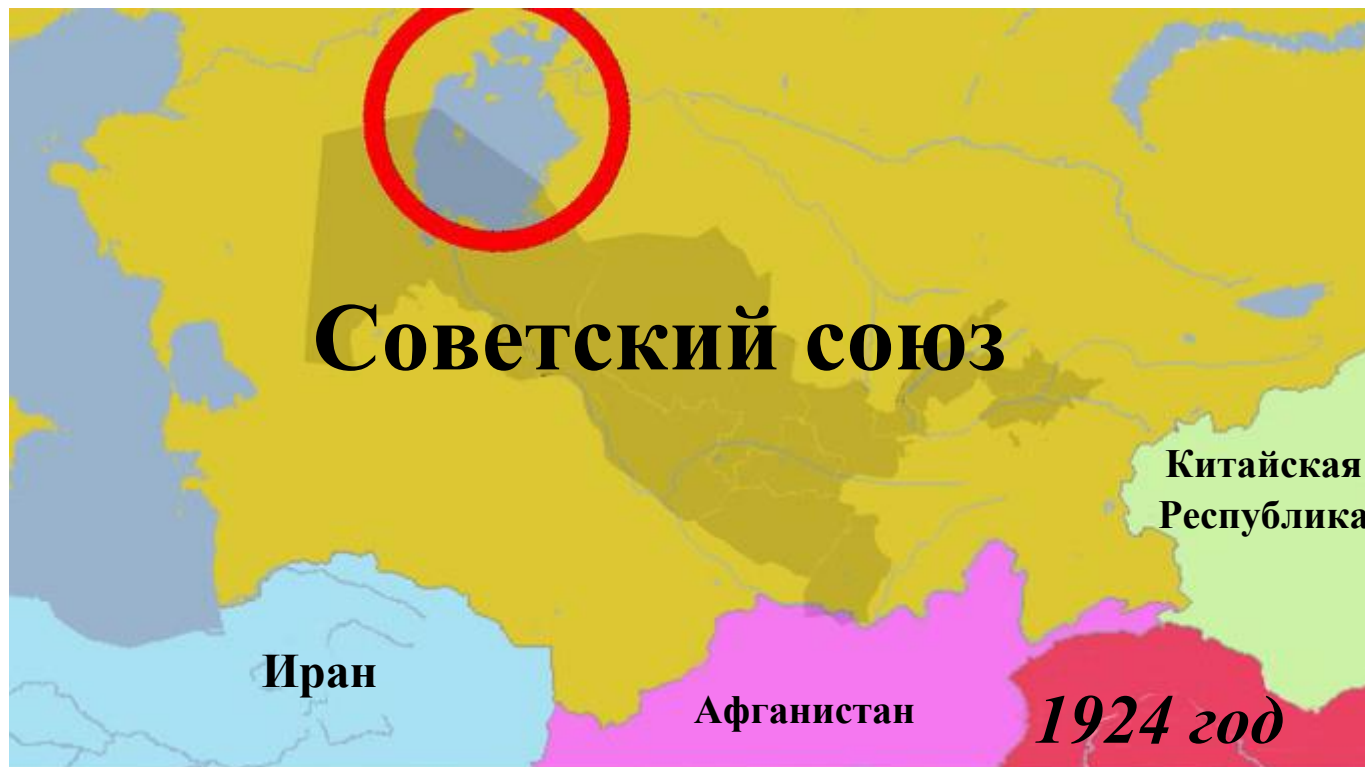 Советский союз
Китайская
Республика
Иран
Афганистан
1924 год